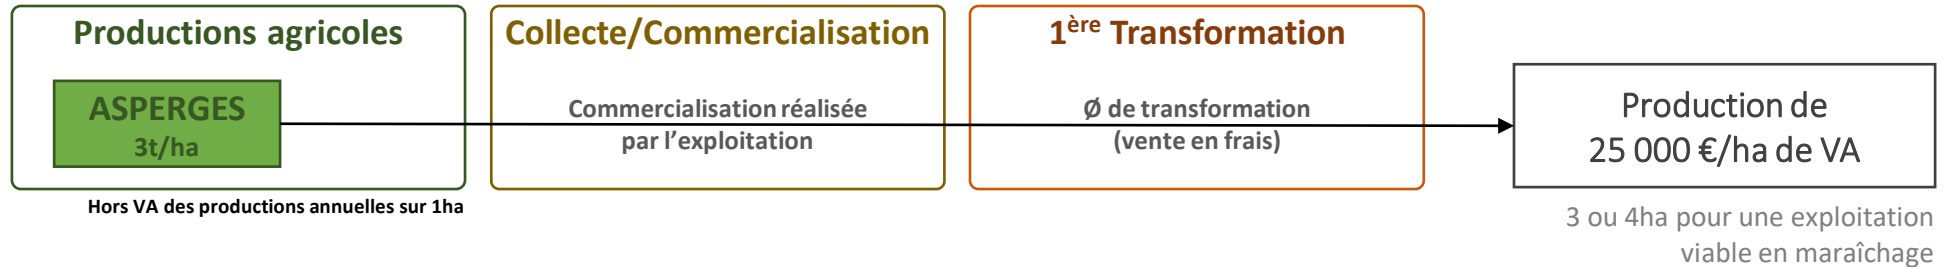 Productions agricoles
ASPERGES
3t/ha
Hors VA des productions annuelles sur 1ha
Collecte/Commercialisation
Commercialisation réalisée
par l’exploitation
1ère Transformation
Ø de transformation
(vente en frais)
Production de
25 000 €/ha de VA
3 ou 4ha pour une exploitation
viable en maraîchage